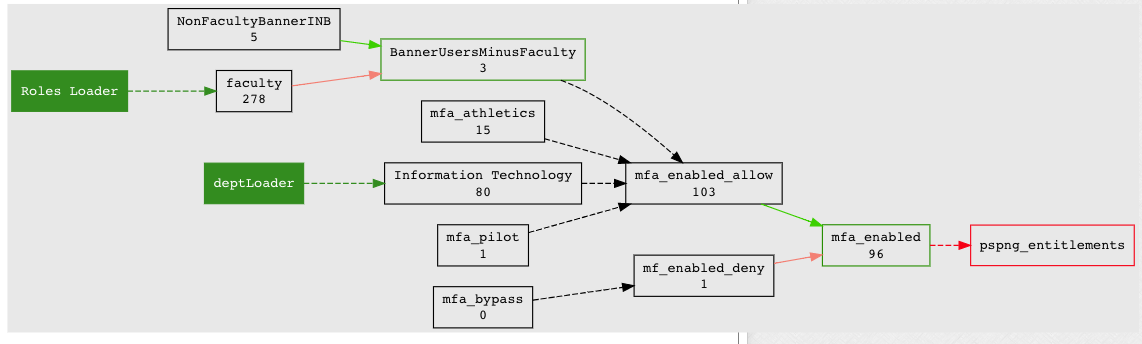 NonFacultyBannerINB
5
BannerUsersMinusFaculty
3
Roles Loader
faculty
278
mfa_athletics
15
deptLoader
Information Technology
80
mfa_enabled_allow
103
mfa_pilot
1
mfa_enabled
96
pspng_entitlements
mf_enabled_deny
1
mfa_bypass
0